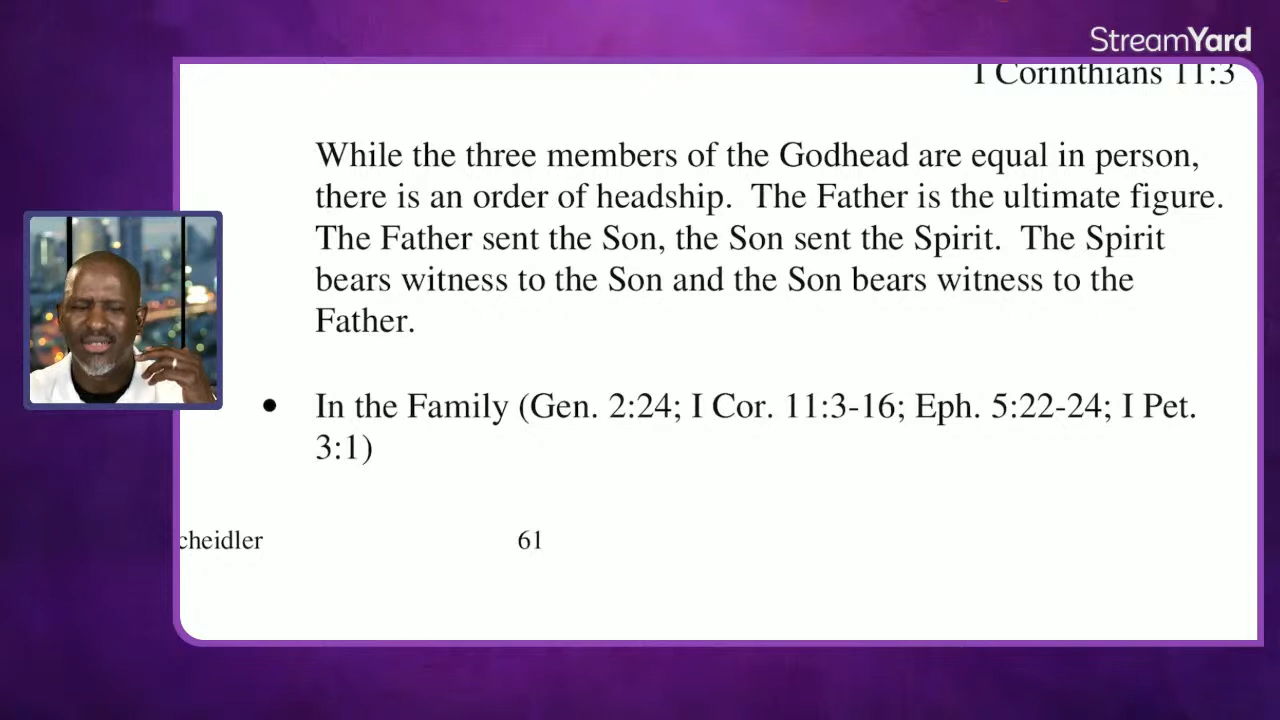 StreamYard
I Corinthians 11:3
While the three members of the Godhead are equal in person,
there is an order of headship.  The Father is the ultimate figure.
The Father sent the Son, the Son sent the Spirit.  The Spirit
bears witness to the Son and the Son bears witness to the
Father.
● In the Family (Gen. 2:24; I Cor. 11:3-16; Eph. 5:22-24; I Pet.
3:1)
cheidler 61